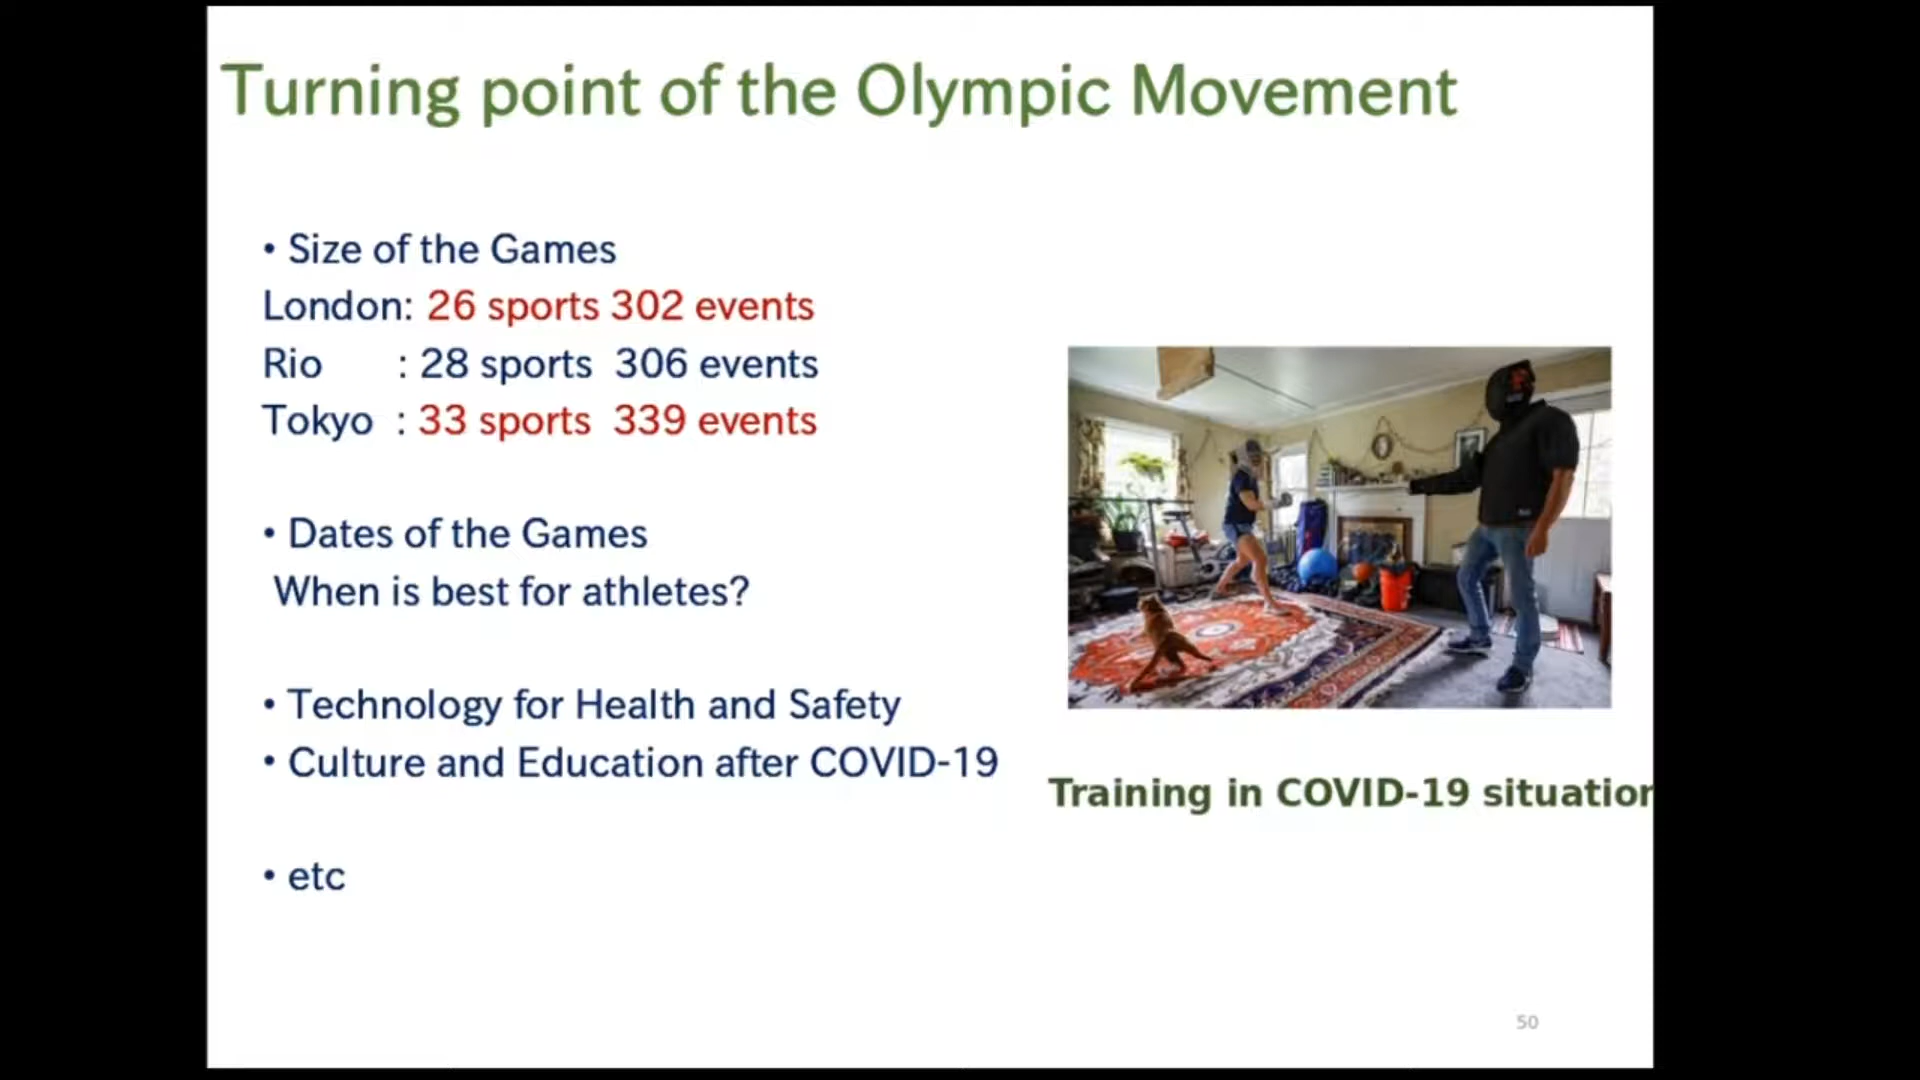 Turning point of the Olympic Movement
• Size of the Games
London: 26 sports 302 events
Rio : 28 sports 306 events
Tokyo : 33 sports 339 events
• Dates of the Games
When is best for athletes?
• Technology for Health and Safety
• Culture and Education after COVID-19
• etc
Training in COVID-19 situation
50